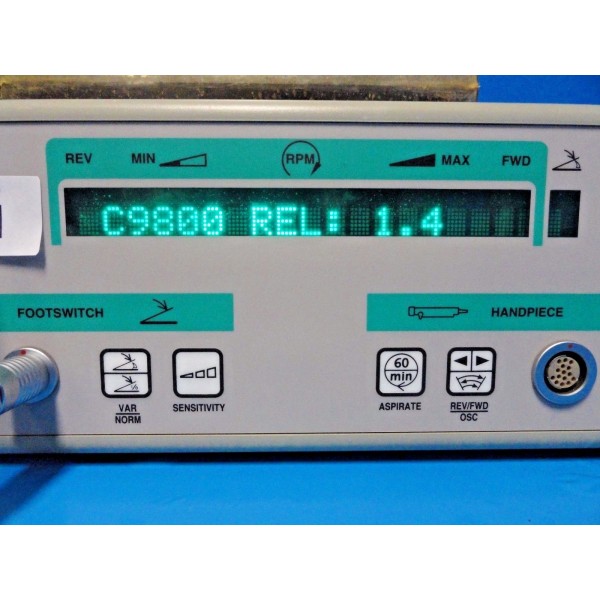 REV MIN RPM MAX FWD
C9800 REL: 1.4
FOOTSWITCH HANDPIECE
60
min
VAR
NORM
SENSITIVITY
ASPIRATE
REV/FWD
OSC